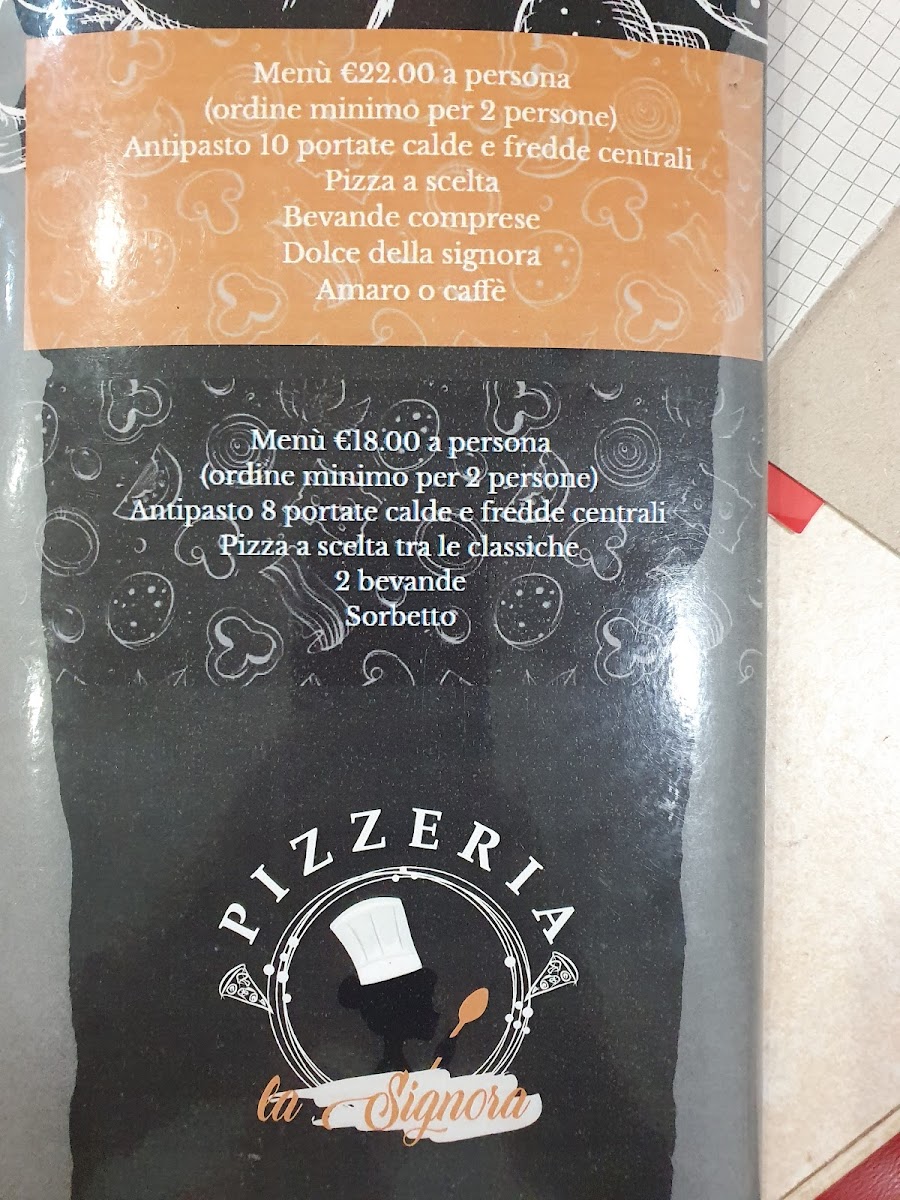 Menù €22.00 a persona
(ordine minimo per 2 persone)
Antipasto 10 portate calde e fredde centrali
Pizza a scelta
Bevande comprese
Dolce della signora
Amaro o caffè
Menù €18.00 a persona
(ordine minimo per 2 persone)
Antipasto 8 portate calde e fredde centrali
Pizza a scelta tra le classiche
2 bevande
Sorbetto
PIZZERIA
la Signora